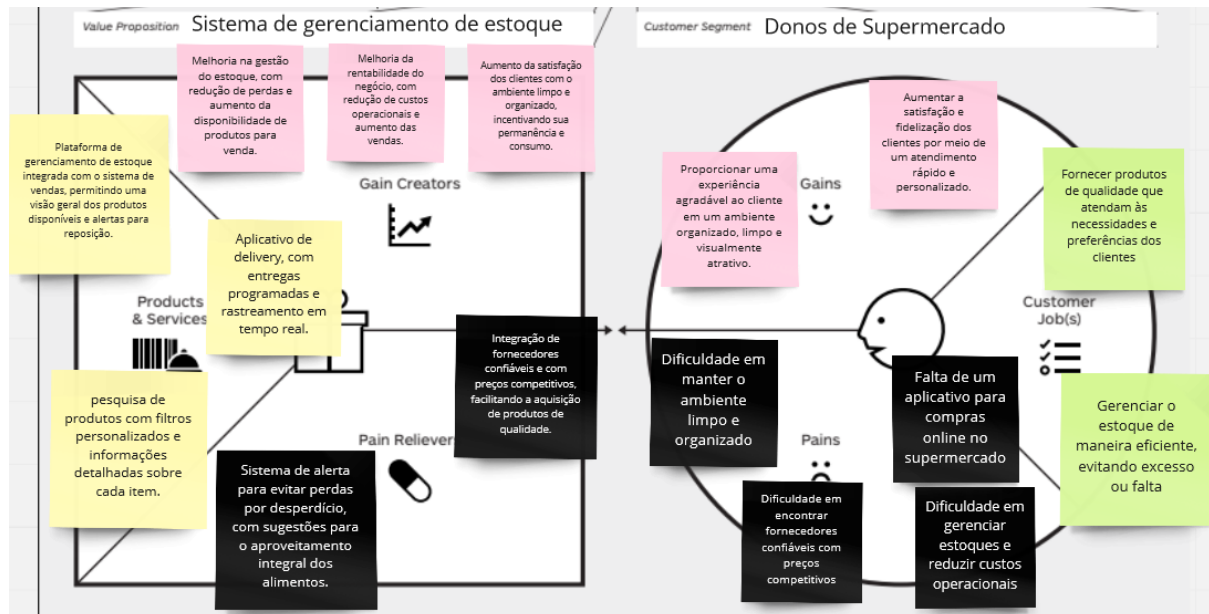 Value Proposition
Sistema de gerenciamento de estoque
Melhoria na gestão
do estoque, com
redução de perdas e
aumento da
disponibilidade de
produtos para
venda.
Melhoria da
rentabilidade do
negócio, com
redução de custos
operacionais e
aumento das
vendas.
Aumento da satisfação
dos clientes com o
ambiente limpo e
organizado,
incentivando sua
permanência e
consumo.
Plataforma de
gerenciamento de estoque
integrada com o sistema de
vendas, permitindo uma
visão geral dos produtos
disponíveis e alertas para
reposição.
Gain Creators
Aplicativo de
delivery, com
entregas
programadas e
rastreamento em
tempo real.
Products
& Services
Integração de
fornecedores
confiáveis e com
preços competitivos,
facilitando a aquisição
de produtos de
qualidade.
pesquisa de
produtos com filtros
personalizados e
informações
detalhadas sobre
cada item.
Pain Relievers
Sistema de alerta
para evitar perdas
por desperdício,
com sugestões para
o aproveitamento
integral dos
alimentos.
Customer Segment
Donos de Supermercado
Aumentar a
satisfação e
fidelização dos
clientes por meio de
um atendimento
rápido e
personalizado.
Proporcionar uma
experiência
agradável ao cliente
em um ambiente
organizado, limpo e
visualmente
atrativo.
Gains
Fornecer produtos
de qualidade que
atendam às
necessidades e
preferências dos
clientes
Customer
Job(s)
Dificuldade em
manter o
ambiente
limpo e
organizado
Falta de um
aplicativo para
compras
online no
supermercado
Gerenciar o
estoque de
maneira eficiente,
evitando excesso
ou falta
Pains
Dificuldade em
encontrar
fornecedores
confiáveis com
preços
competitivos
Dificuldade em
gerenciar
estoques e
reduzir custos
operacionais